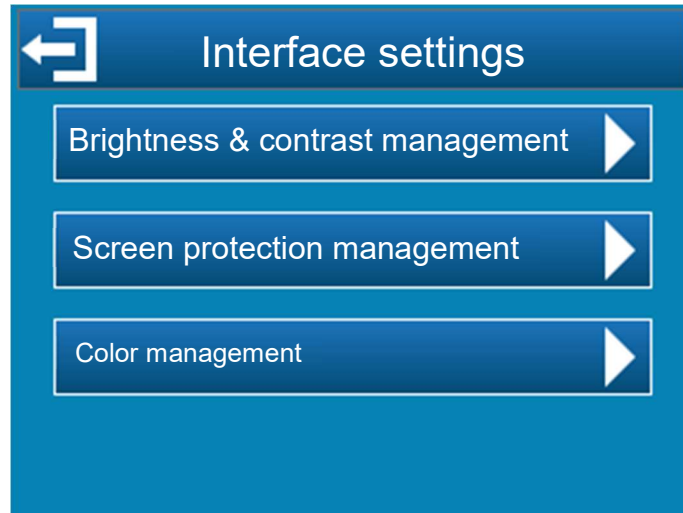 Interface settings
Brightness & contrast management
Screen protection management
Color management